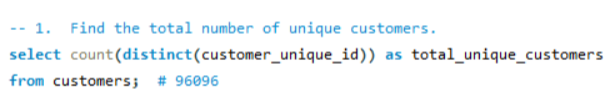 -- 1.  Find the total number of unique customers.
select count(distinct(customer_unique_id)) as total_unique_customers
from customers;  # 96096